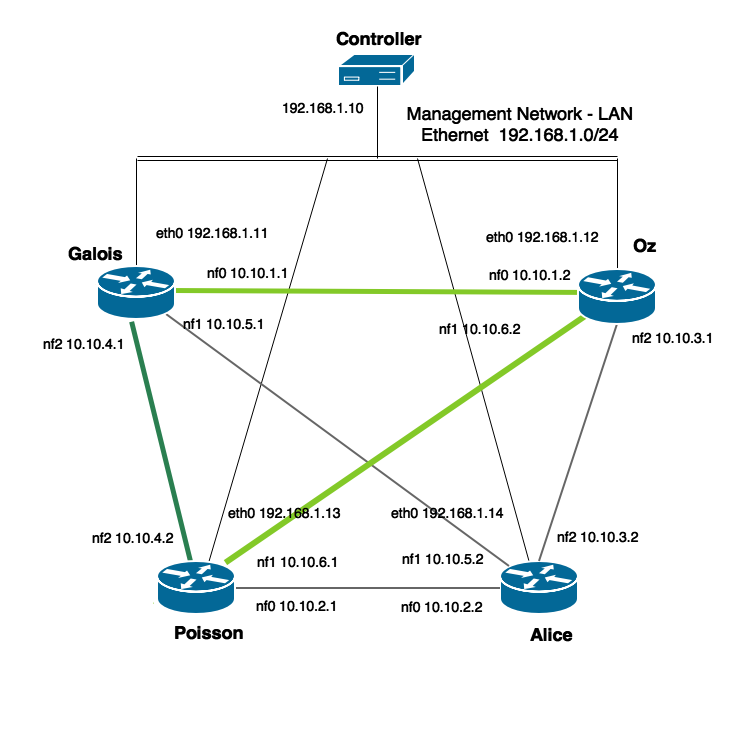 Controller
192.168.1.10
Management Network - LAN
Ethernet 192.168.1.0/24
eth0 192.168.1.11
eth0 192.168.1.12
Galois
Oz
nf0 10.10.1.1
nf0 10.10.1.2
nf1 10.10.5.1
nf1 10.10.6.2
nf2 10.10.4.1
nf2 10.10.3.1
eth0 192.168.1.13
eth0 192.168.1.14
nf2 10.10.4.2
nf2 10.10.3.2
nf1 10.10.6.1
nf1 10.10.5.2
nf0 10.10.2.1
nf0 10.10.2.2
Poisson
Alice